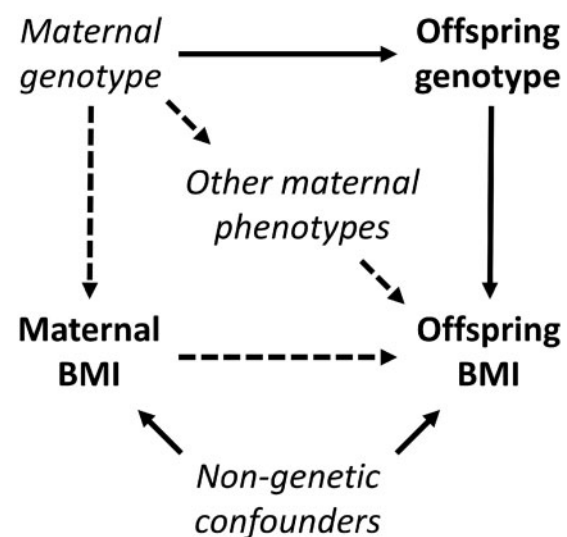 Maternal
genotype
Offspring
genotype
Other maternal
phenotypes
Maternal
BMI
Offspring
BMI
Non-genetic
confounders